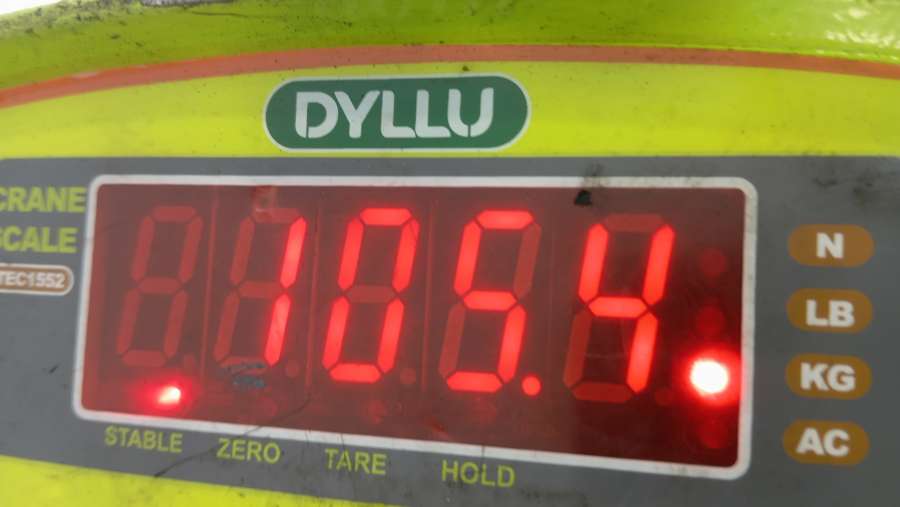 DYLLU
CRANE
SCALE
TEC1552
105.4
N
LB
KG
AC
STABLE ZERO TARE HOLD